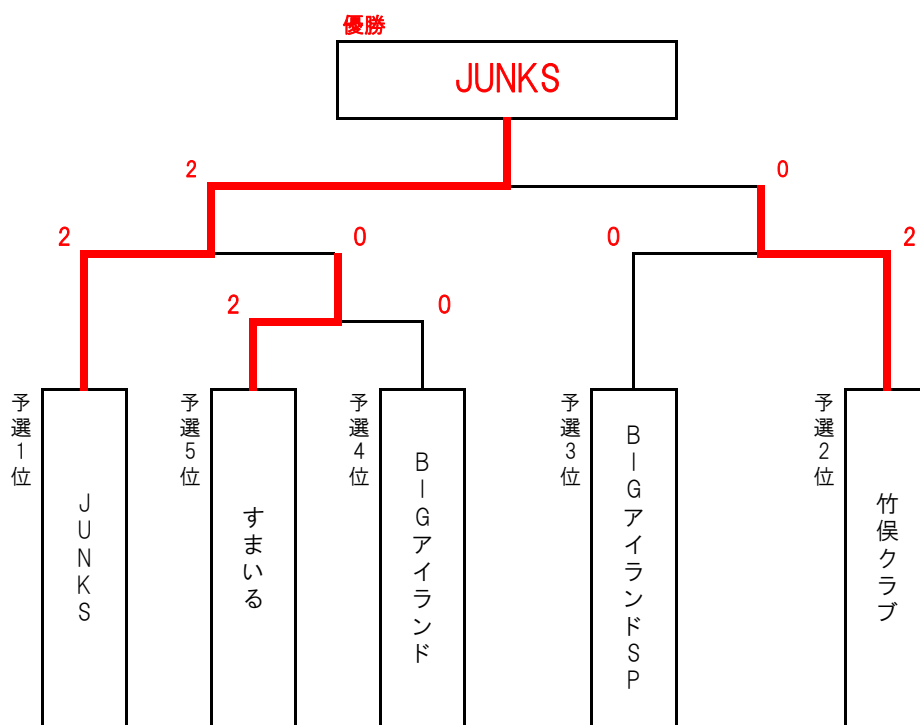 優勝
JUNKS
2
0
2
0
0
2
2
0
予選1位
JUNKS
予選5位
すまいる
予選4位
BIGアイランド
予選3位
BIGアイランドSP
予選2位
竹俣クラブ